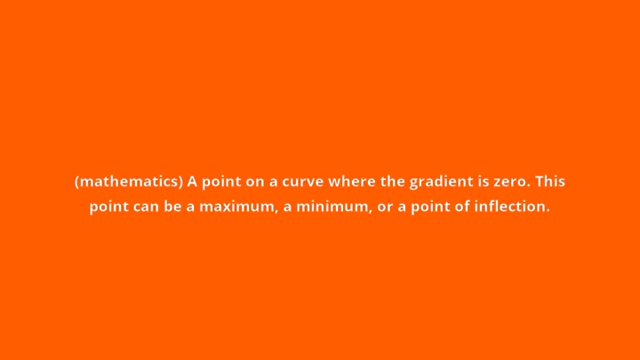 (mathematics) A point on a curve where the gradient is zero. This
point can be a maximum, a minimum, or a point of inflection.